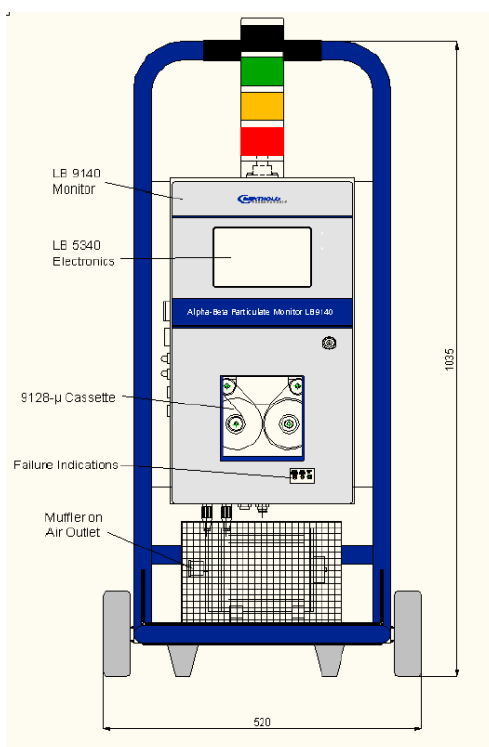 LB 9140
Monitor
BERTHOLD
LB 5340
Electronics
Alpha-Beta Particulate Monitor LB9140
9128-µ Cassette
Failure Indications
Muffler on
Air Outlet
1035
520